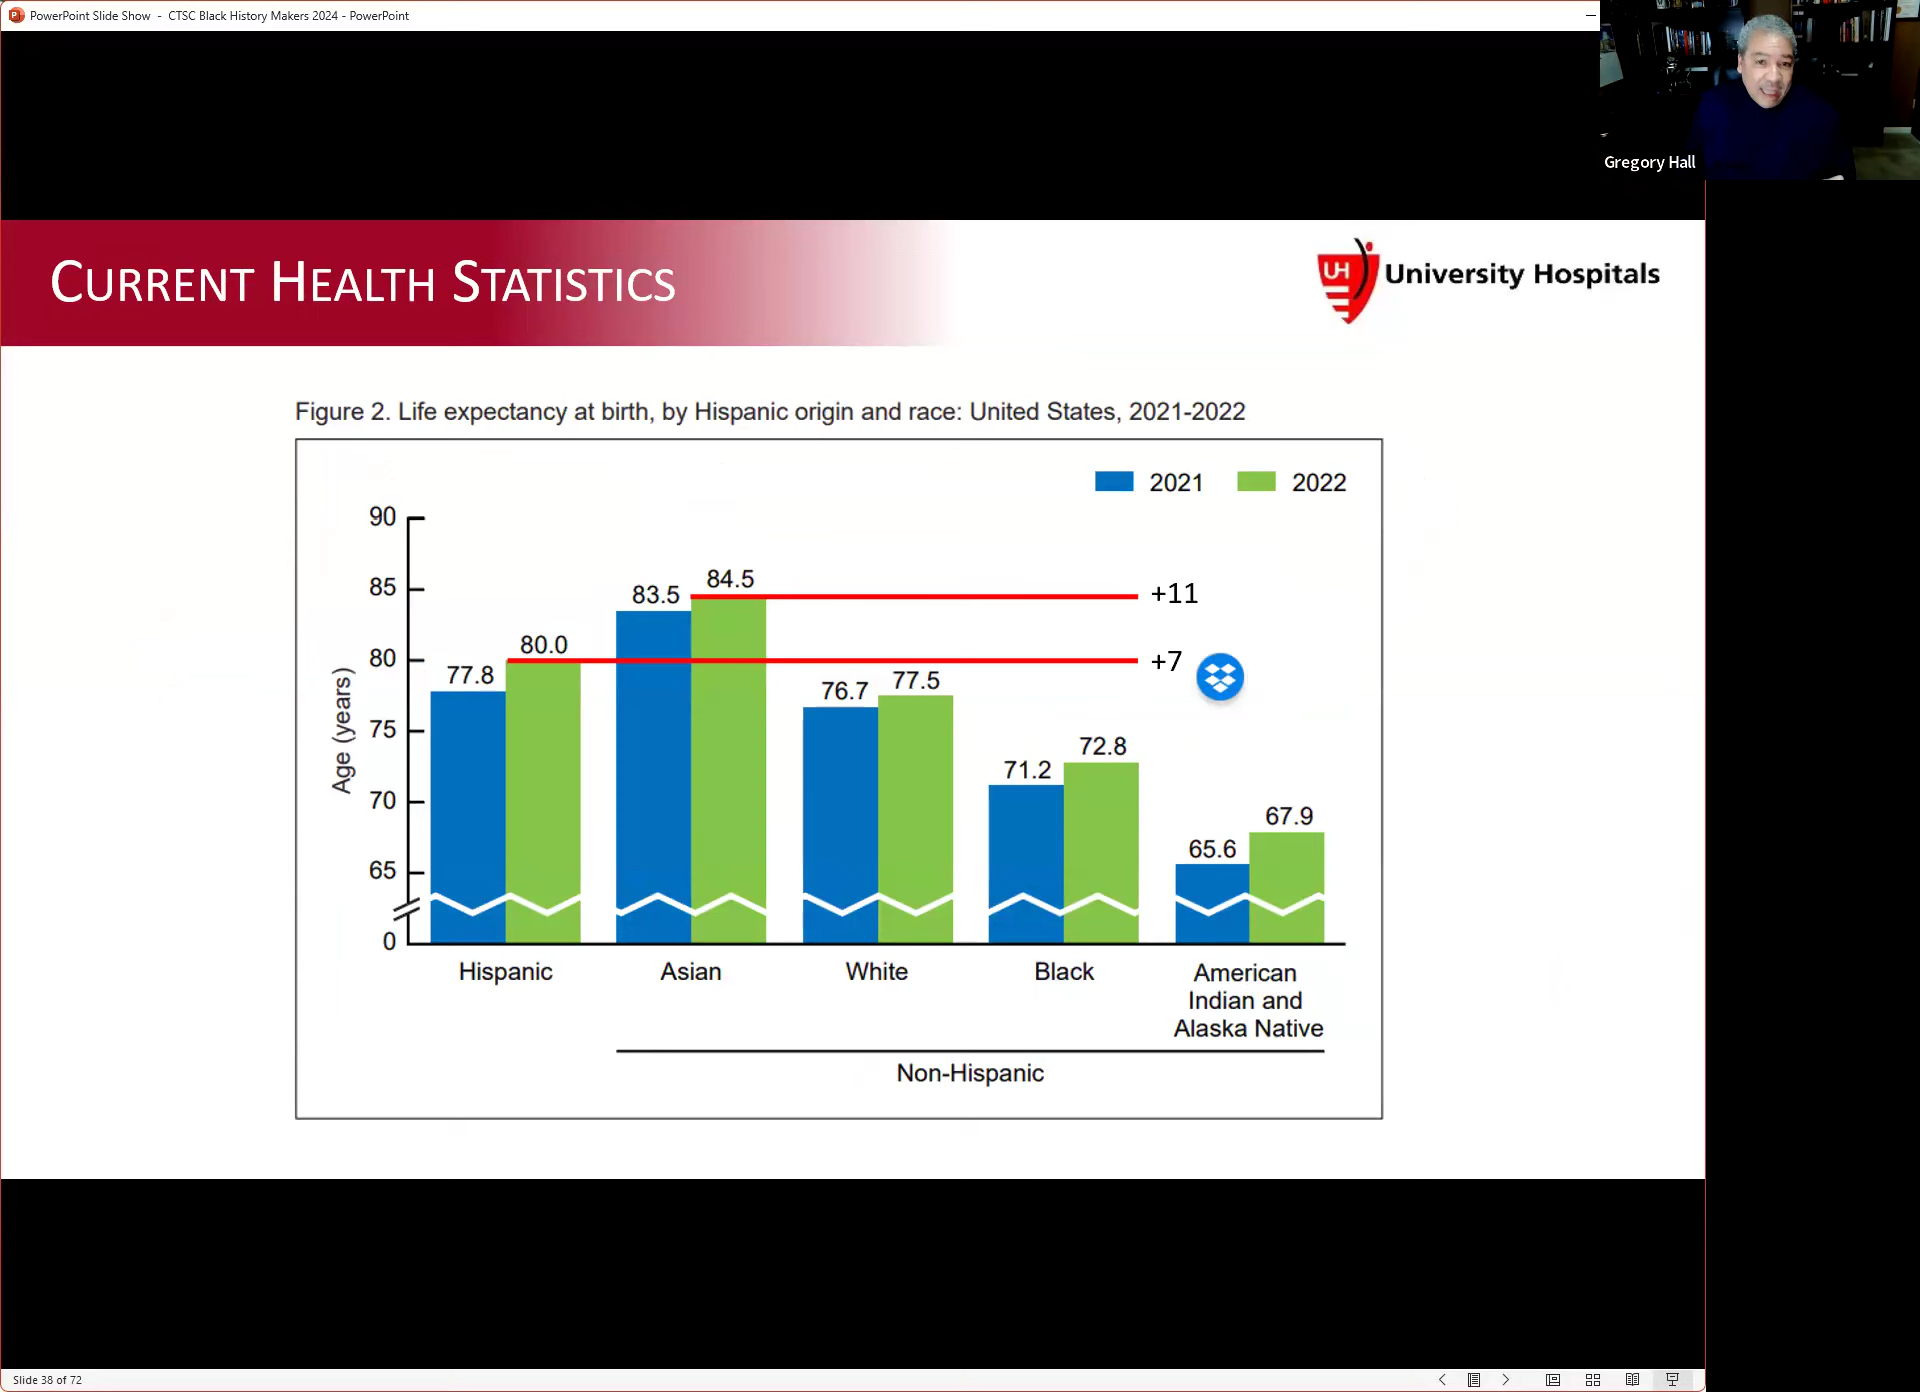 PowerPoint Slide Show - CTSC Black History Makers 2024 - PowerPoint
Gregory Hall
CURRENT HEALTH STATISTICS
UH University Hospitals
Figure 2. Life expectancy at birth, by Hispanic origin and race: United States, 2021-2022
2021 2022
90
85
80
75
70
65
0
Age (years)
77.8 80.0
83.5 84.5
76.7 77.5
71.2 72.8
65.6 67.9
+11
+7
Hispanic Asian White Black American
Indian and
Alaska Native
Non-Hispanic
Slide 38 of 72